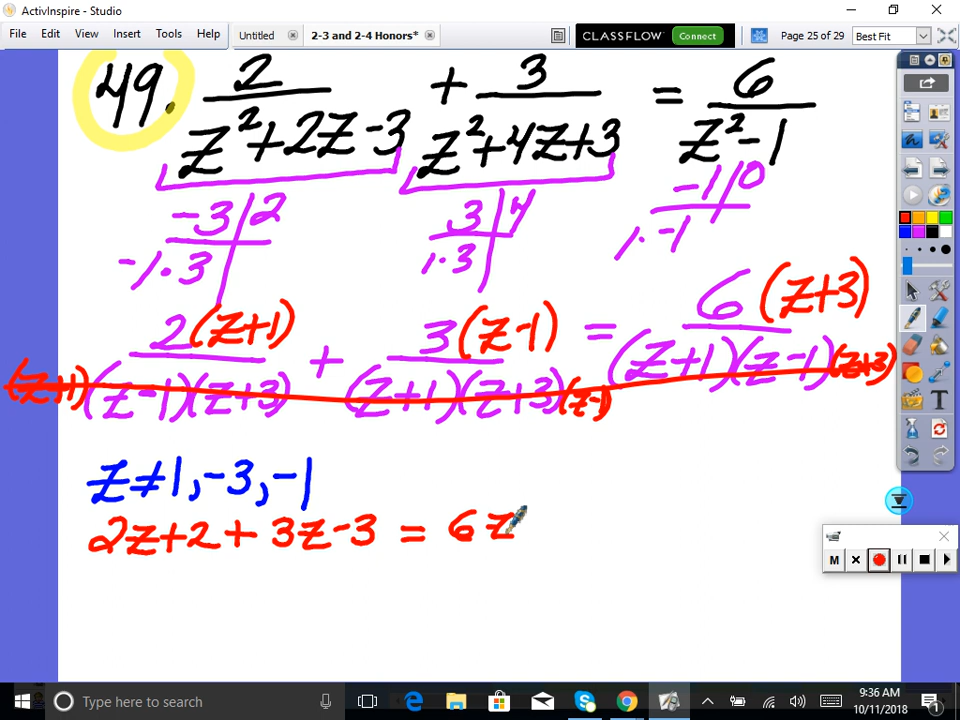 ActivInspire - Studio
File Edit View Insert Tools Help
Untitled 2-3 and 2-4 Honors* CLASSFLOW Connect Page 25 of 29 Best Fit
49. 2/(z²+2z-3) + 3/(z²+4z+3) = 6/(z²-1)
-3 | 2
-1·3
3 | 4
1·3
-1 | 0
1·-1
2(z+1) + 3(z-1) = 6(z+3)
(z+1)(z-1)(z+3) (z+1)(z+3)(z-1) (z+1)(z-1)(z+3)
z≠1,-3,-1
2z+2+3z-3 = 6z
M
T
Type here to search
9:36 AM
10/11/2018
1